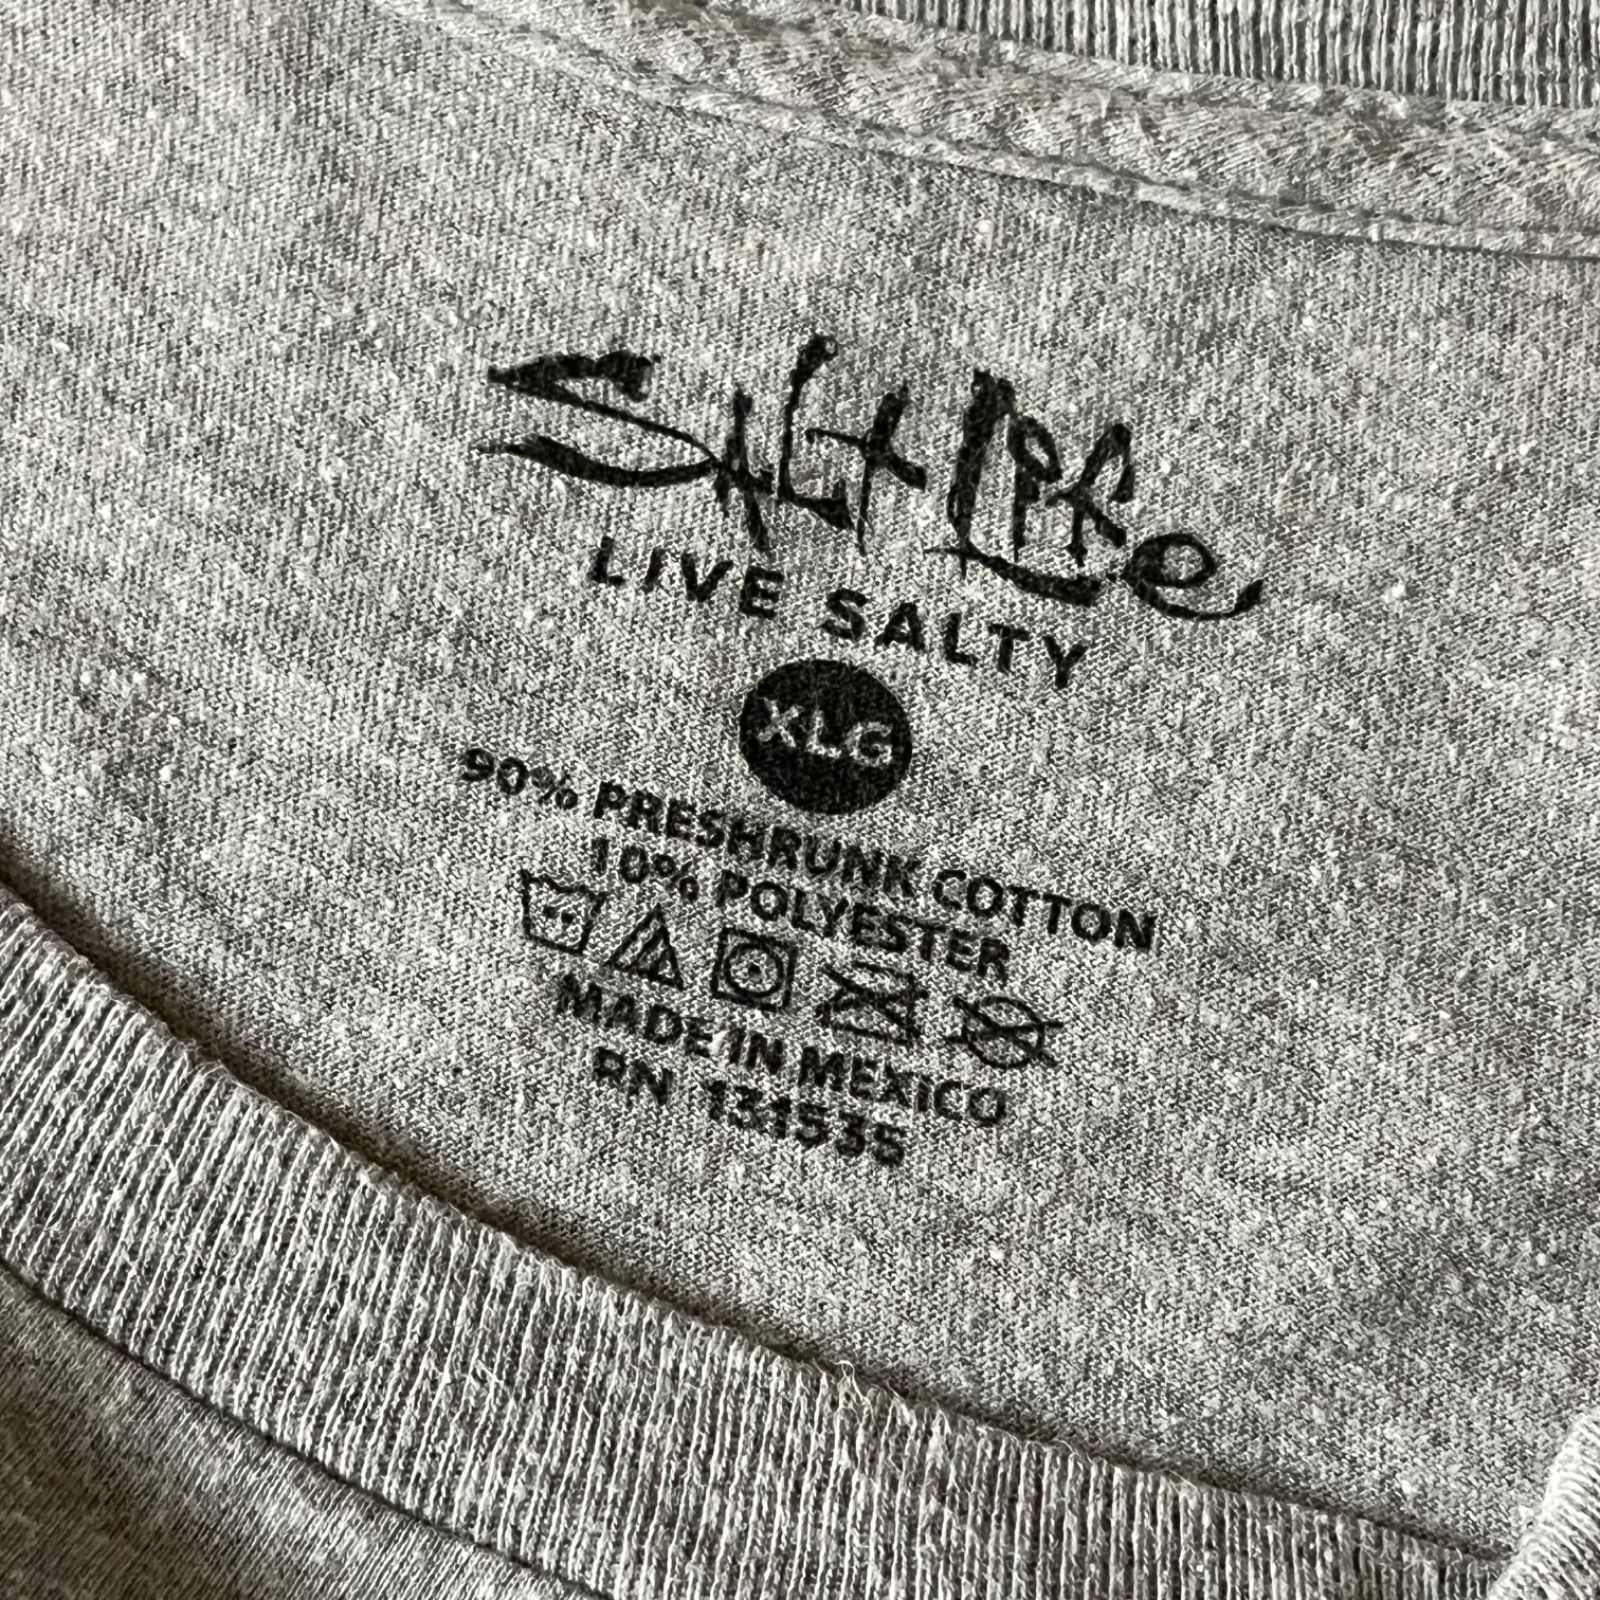 Salt Life
LIVE SALTY
XLG
90% PRESHRUNK COTTON
10% POLYESTER
MADE IN MEXICO
RN 131535